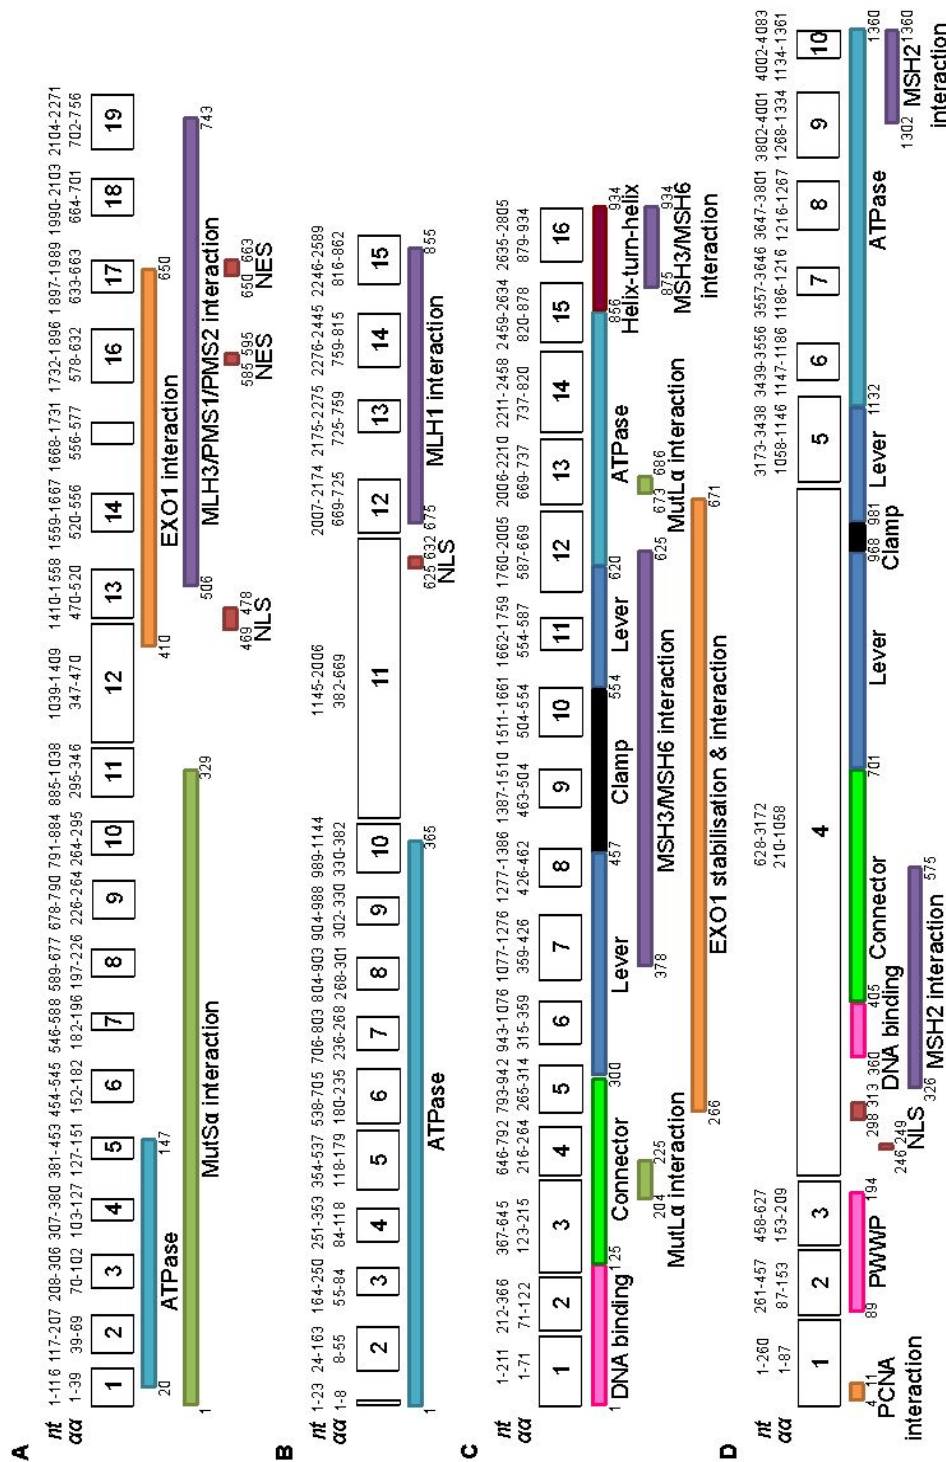 A
nt 1-116 117-207 208-306 307-380 381-453 454-545 546-588 589-677 678-790 791-884 885-1038 1039-1409 1410-1558 1559-1667 1668-1731 1732-1896 1897-1989 1990-2103 2104-2271
αα 1-39 39-69 70-102 103-127 127-151 152-182 182-196 197-226 226-264 264-295 295-346 347-470 470-520 520-556 556-577 578-632 633-663 664-701 702-756
1 2 3 4 5 6 7 8 9 10 11 12 13 14 16 17 18 19
20 147 410 650
ATPase EXO1 interaction
1 329 506 743
MutSα interaction MLH3/PMS1/PMS2 interaction
469 478 585 595 650 663
NLS NES NES
B
nt 1-23 24-163 164-250 251-353 354-537 538-705 706-803 804-903 904-988 989-1144 1145-2006 2007-2174 2175-2275 2276-2445 2246-2589
αα 1-8 8-55 55-84 84-118 118-179 180-235 236-268 268-301 302-330 330-382 382-669 669-725 725-759 759-815 816-862
2 3 4 5 6 7 8 9 10 11 12 13 14 15
1 365 625 632 675 855
ATPase NLS MLH1 interaction
C
nt 1-211 212-366 367-645 646-792 793-942 943-1076 1077-1276 1277-1386 1387-1510 1511-1661 1662-1759 1760-2005 2006-2210 2211-2458 2459-2634 2635-2805
αα 1-71 71-122 123-215 216-264 265-314 315-359 359-426 426-462 463-504 504-554 554-587 587-669 669-737 737-820 820-878 879-934
1 2 3 4 5 6 7 8 9 10 11 12 13 14 15 16
1 125 300 457 554 620 856 934
DNA binding Connector Lever Clamp Lever ATPase Helix-turn-helix
204 225 378 625 673 686 875 934
MutLα interaction MSH3/MSH6 interaction MutLα interaction MSH3/MSH6
interaction
266 671
EXO1 stabilisation & interaction
D
nt 1-260 261-457 458-627 628-3172 3173-3438 3439-3556 3557-3646 3647-3801 3802-4001 4002-4083
αα 1-87 87-153 153-209 210-1058 1058-1146 1147-1186 1186-1216 1216-1267 1268-1334 1134-1361
1 2 3 4 5 6 7 8 9 10
4 11 89 194 246 249 298 313 360 405 701 968 981 1132 1360
PCNA
interaction
PWWP NLS DNA binding Connector Lever Clamp Lever ATPase
326 575 1302 1360
MSH2 interaction MSH2
interaction